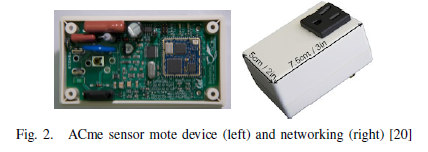 5cm / 2in
7.5cm / 3in
Fig. 2. ACme sensor mote device (left) and networking (right) [20]